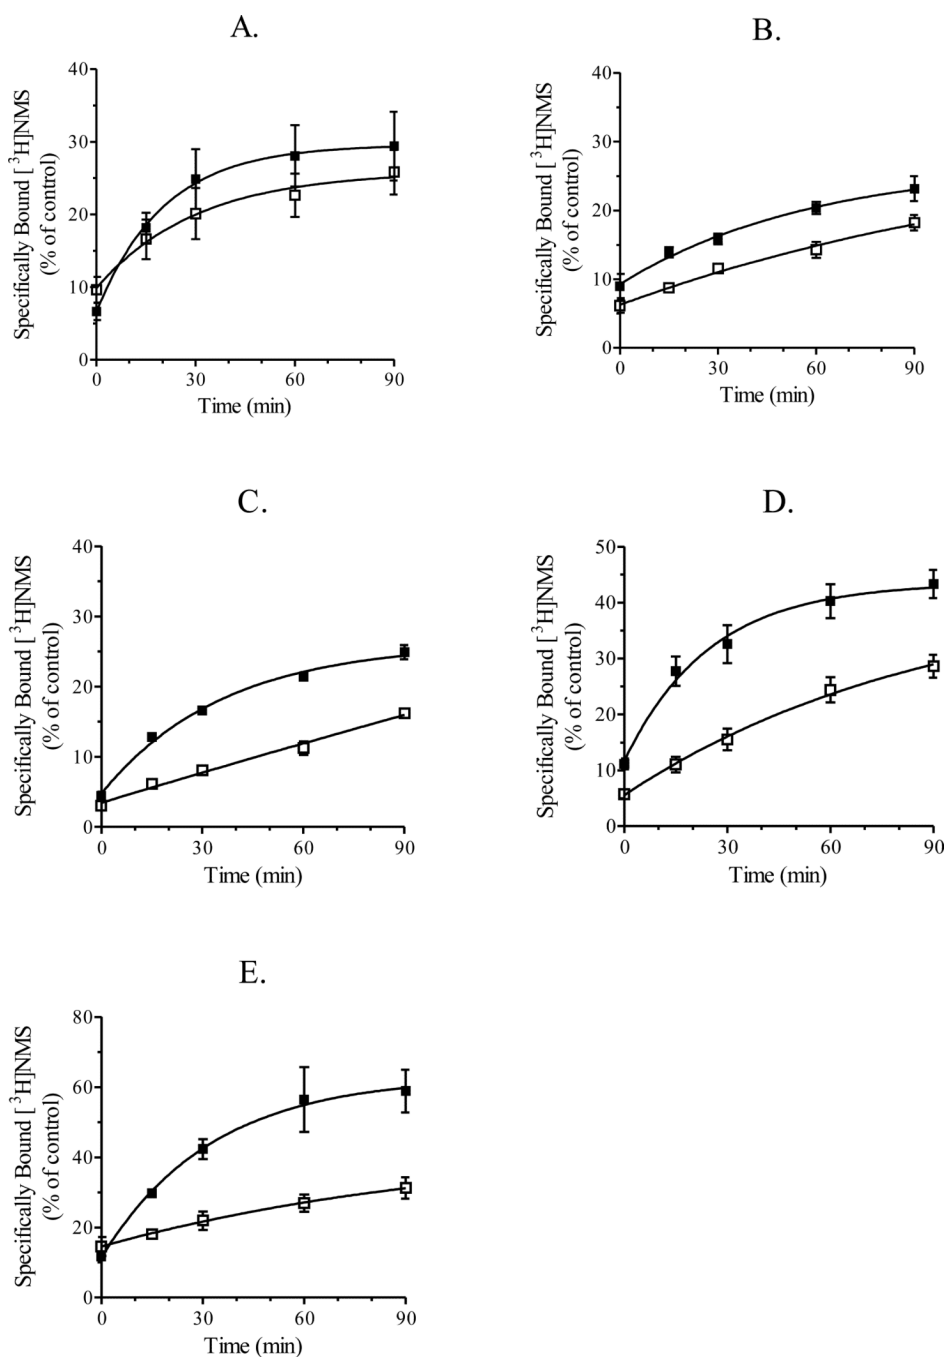 A.
Specifically Bound [³H]NMS
(% of control)
40
30
20
10
0
0 30 60 90
Time (min)
B.
Specifically Bound [³H]NMS
(% of control)
40
30
20
10
0
0 30 60 90
Time (min)
C.
Specifically Bound [³H]NMS
(% of control)
40
30
20
10
0
0 30 60 90
Time (min)
D.
Specifically Bound [³H]NMS
(% of control)
50
40
30
20
10
0
0 30 60 90
Time (min)
E.
Specifically Bound [³H]NMS
(% of control)
80
60
40
20
0
0 30 60 90
Time (min)